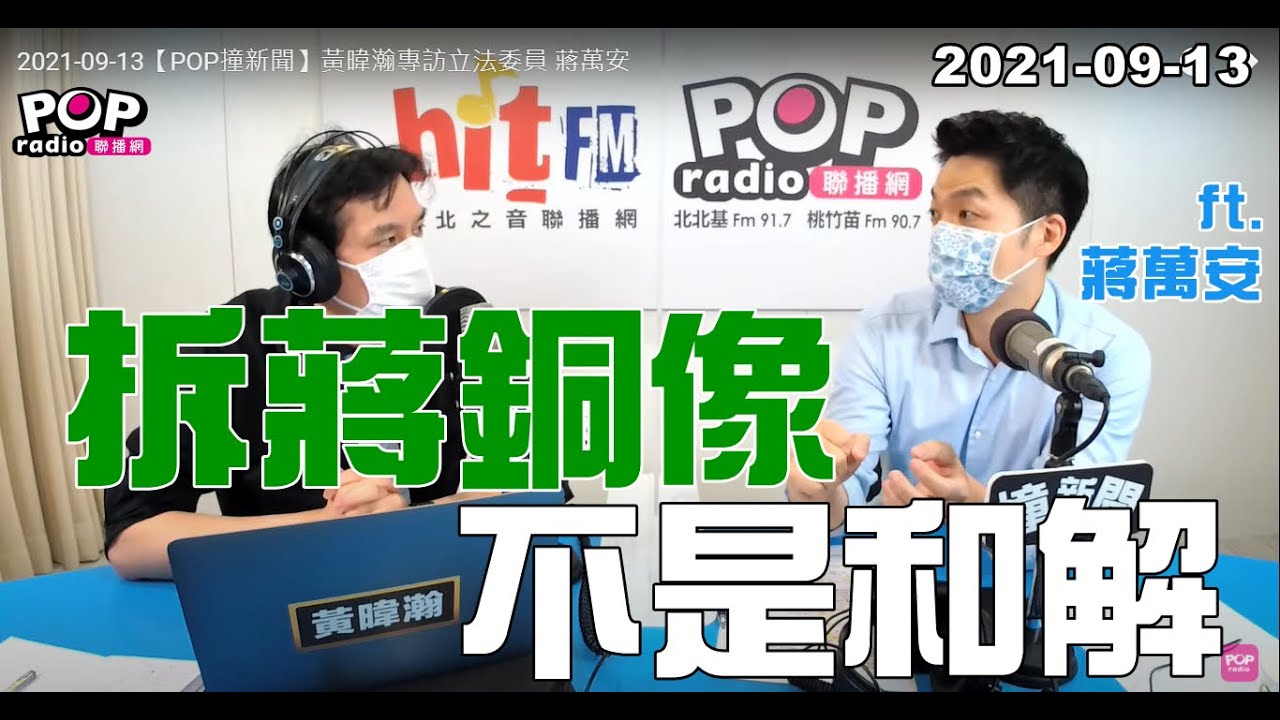 2021-09-13【POP撞新聞】黃暐瀚專訪立法委員 蔣萬安
2021-09-13
POP
radio 聯播網
hit FM
北之音聯播網
POP
radio 聯播網
北北基 Fm 91.7 桃竹苗 Fm 90.7
ft.
蔣萬安
拆蔣銅像
撞新聞
不是和解
黃暐瀚
POP
radio